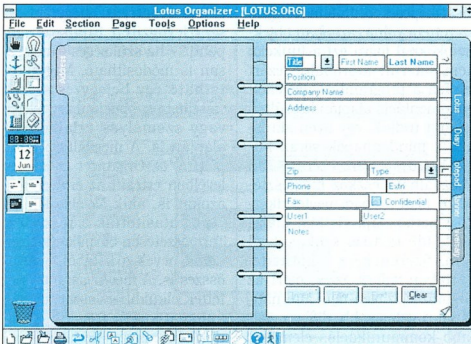 Lotus Organizer - [LOTUS.ORG]
File Edit Section Page Tools Options Help
Title First Name Last Name
Position
Company Name
Address
Zip Type
Phone Extn
Fax Confidential
User1 User2
Notes
Clear
12
Jun
Lotus
Diary